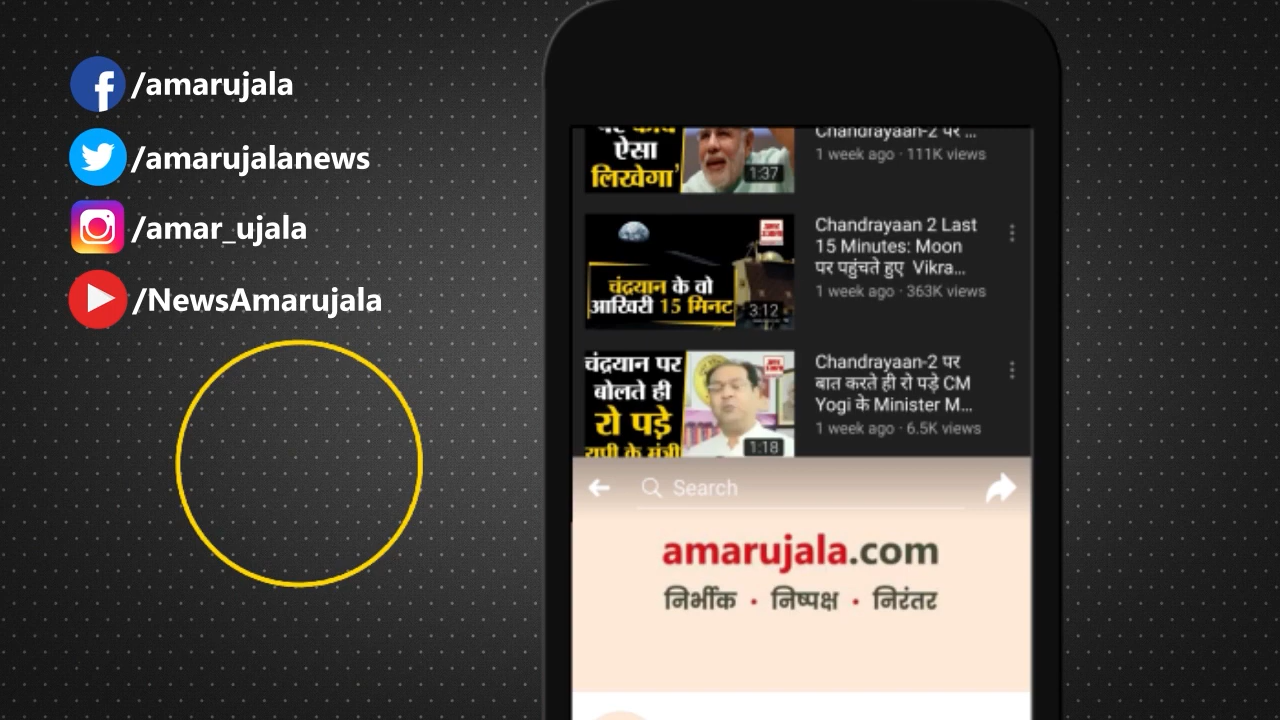 /amarujala
/amarujalanews
/amar_ujala
/NewsAmarujala
ऐसा
लिखेगा'
1:37
Chandrayaan-2 पर ...
1 week ago · 111K views
चंद्रयान के वो
आखिरी 15 मिनट
3:12
Chandrayaan 2 Last
15 Minutes: Moon
पर पहुंचते हुए Vikra...
1 week ago · 363K views
चंद्रयान पर
बोलते ही
रो पड़े
यूपी के मंत्री
1:18
Chandrayaan-2 पर
बात करते ही रो पड़े CM
Yogi के Minister M...
1 week ago · 6.5K views
Search
amarujala.com
निर्भीक • निष्पक्ष • निरंतर